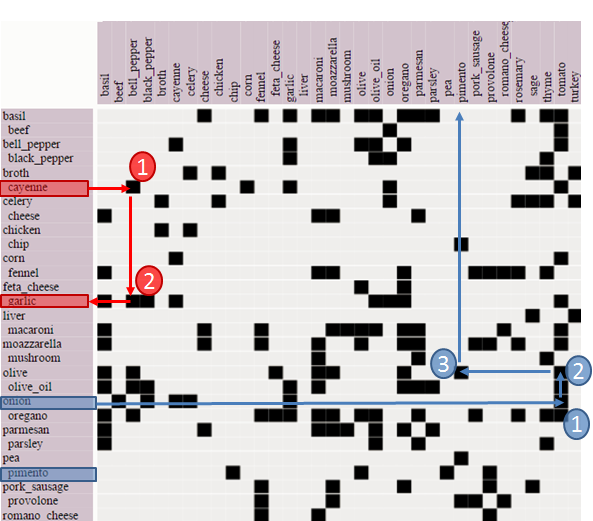 basil
beef
bell_pepper
black_pepper
broth
cayenne
celery
cheese
chicken
chip
corn
fennel
feta_cheese
garlic
liver
macaroni
moazzarella
mushroom
olive
olive_oil
onion
oregano
parmesan
parsley
pea
pimento
pork_sausage
provolone
romano_cheese
rosemary
sage
thyme
tomato
turkey
basil
beef
bell_pepper
black_pepper
1
broth
cayenne
celery
cheese
chicken
chip
corn
fennel
feta_cheese
2
garlic
liver
macaroni
moazzarella
mushroom
3
olive
2
olive_oil
onion
oregano
1
parmesan
parsley
pea
pimento
pork_sausage
provolone
romano_cheese